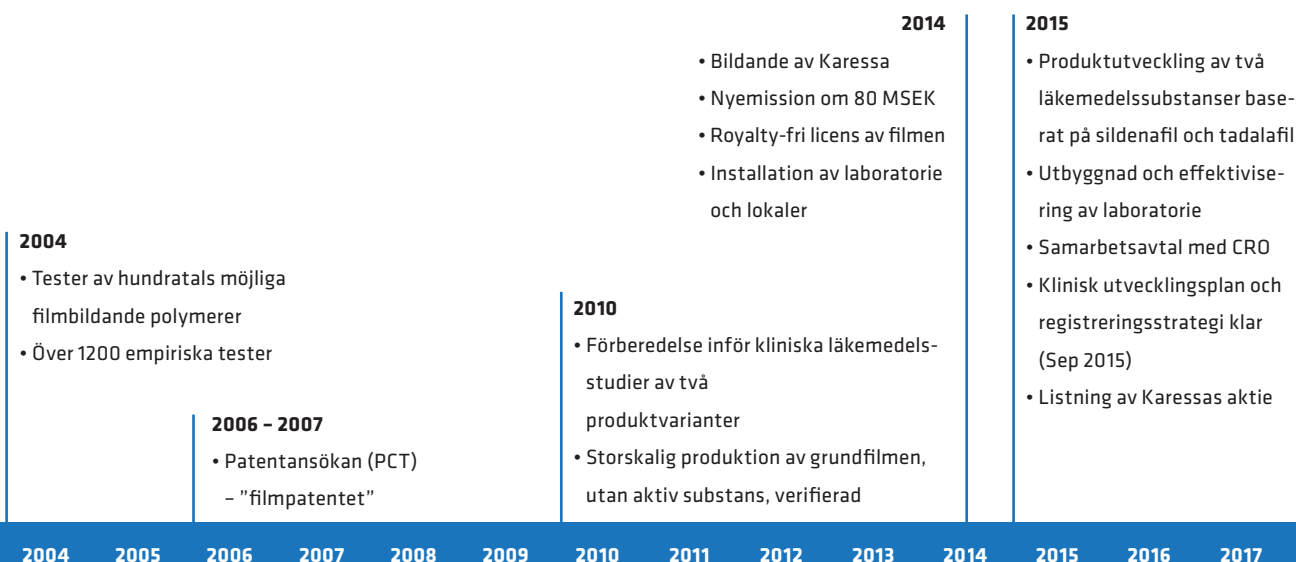 2004
• Tester av hundratals möjliga
filmbildande polymerer
• Över 1200 empiriska tester
2006 – 2007
• Patentansökan (PCT)
– ”filmpatentet”
2010
• Förberedelse inför kliniska läkemedels-
studier av två
produktvarianter
• Storskalig produktion av grundfilmen,
utan aktiv substans, verifierad
2014
• Bildande av Karessa
• Nyemission om 80 MSEK
• Royalty-fri licens av filmen
• Installation av laboratorie
och lokaler
2015
• Produktutveckling av två
läkemedelssubstanser base-
rat på sildenafil och tadalafil
• Utbyggnad och effektivise-
ring av laboratorie
• Samarbetsavtal med CRO
• Klinisk utvecklingsplan och
registreringsstrategi klar
(Sep 2015)
• Listning av Karessas aktie
2004 2005 2006 2007 2008 2009 2010 2011 2012 2013 2014 2015 2016 2017